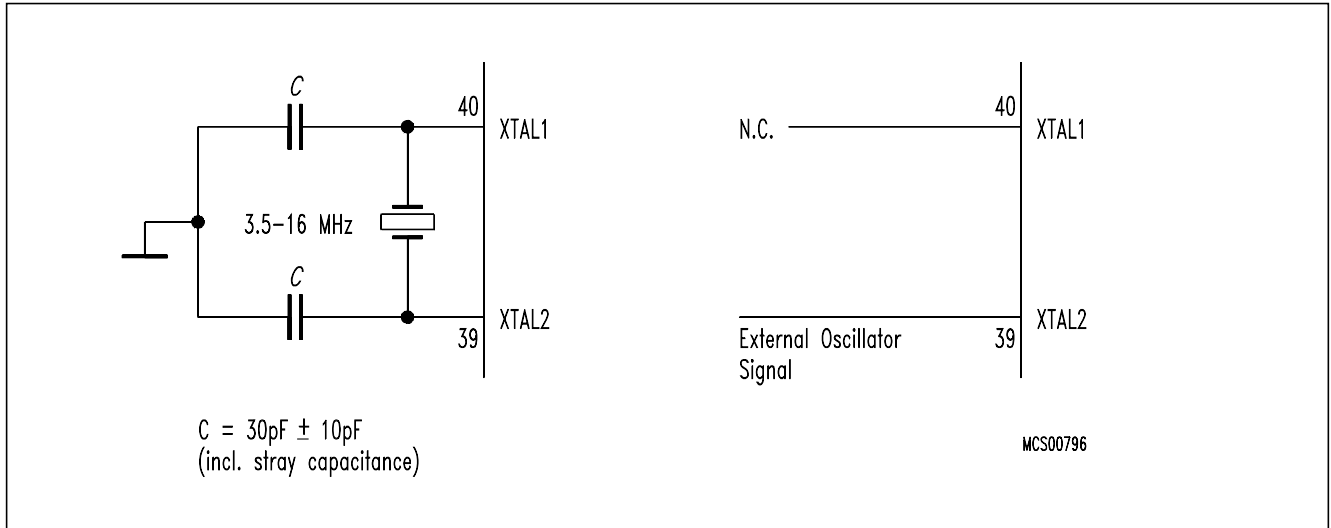 C
40
XTAL1
3.5-16 MHz
C
XTAL2
39
C = 30pF ± 10pF
(incl. stray capacitance)
40
N.C.
XTAL1
XTAL2
External Oscillator
39
Signal
MCS00796